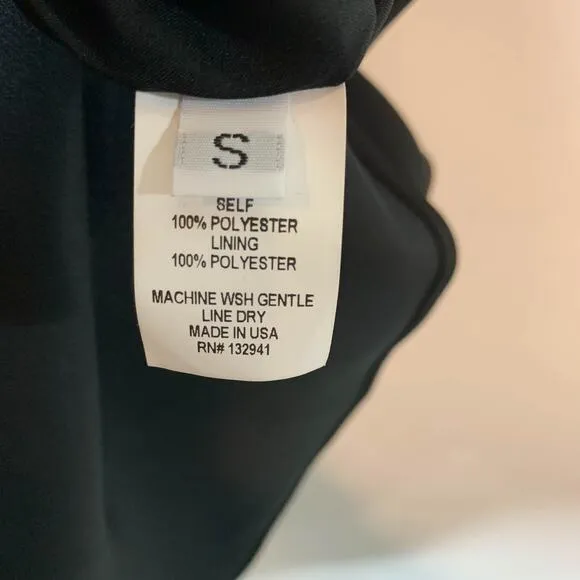 S
SELF
100% POLYESTER
LINING
100% POLYESTER
MACHINE WSH GENTLE
LINE DRY
MADE IN USA
RN# 132941